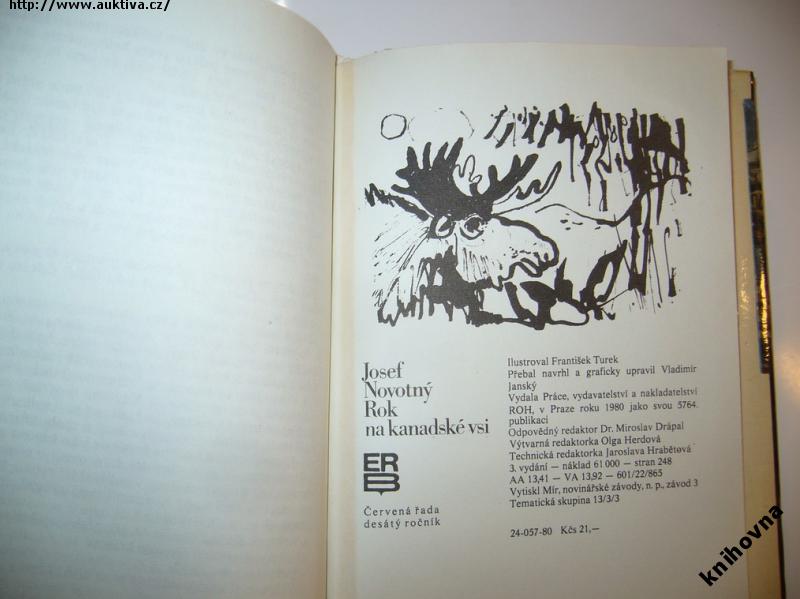 http://www.auktiva.cz/
Josef
Novotný
Rok
na kanadské vsi
ERB
Červená řada
desátý ročník
Ilustroval František Turek
Přebal navrhl a graficky upravil Vladimír
Janský
Vydala Práce, vydavatelství a nakladatelství
ROH, v Praze roku 1980 jako svou 5764.
publikaci
Odpovědný redaktor Dr. Miroslav Drápal
Výtvarná redaktorka Olga Herdová
Technická redaktorka Jaroslava Hrabětová
3. vydání — náklad 61 000 — stran 248
AA 13,41 — VA 13,92 — 601/22/865
Vytiskl Mír, novinářské závody, n. p., závod 3
Tematická skupina 13/3/3
24-057-80 Kčs 21,—
knihovna